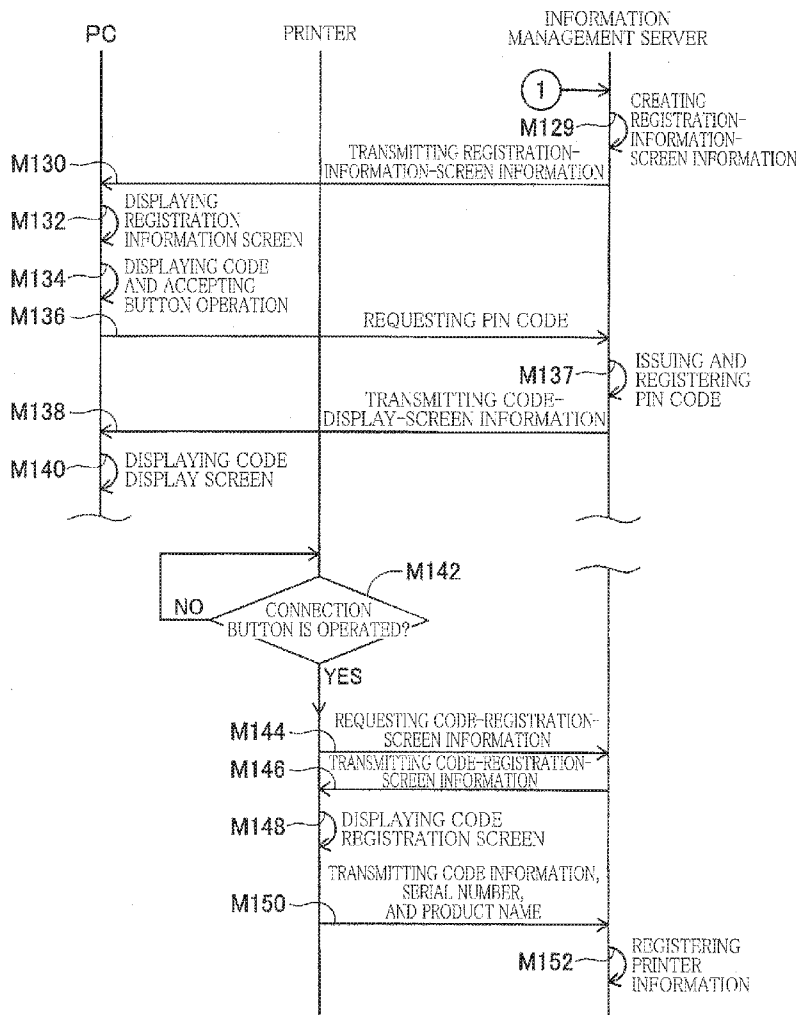 PC
PRINTER
INFORMATION
MANAGEMENT SERVER
1
M129
CREATING
REGISTRATION-
INFORMATION-
SCREEN INFORMATION
M130
TRANSMITTING REGISTRATION-
INFORMATION-SCREEN INFORMATION
M132
DISPLAYING
REGISTRATION
INFORMATION SCREEN
M134
DISPLAYING CODE
AND ACCEPTING
BUTTON OPERATION
M136
REQUESTING PIN CODE
M137
ISSUING AND
REGISTERING
PIN CODE
M138
TRANSMITTING CODE-
DISPLAY-SCREEN INFORMATION
M140
DISPLAYING CODE
DISPLAY SCREEN
M142
NO
CONNECTION
BUTTON IS OPERATED?
YES
M144
REQUESTING CODE-REGISTRATION-
SCREEN INFORMATION
M146
TRANSMITTING CODE-REGISTRATION-
SCREEN INFORMATION
M148
DISPLAYING CODE
REGISTRATION SCREEN
M150
TRANSMITTING CODE INFORMATION,
SERIAL NUMBER,
AND PRODUCT NAME
M152
REGISTERING
PRINTER
INFORMATION